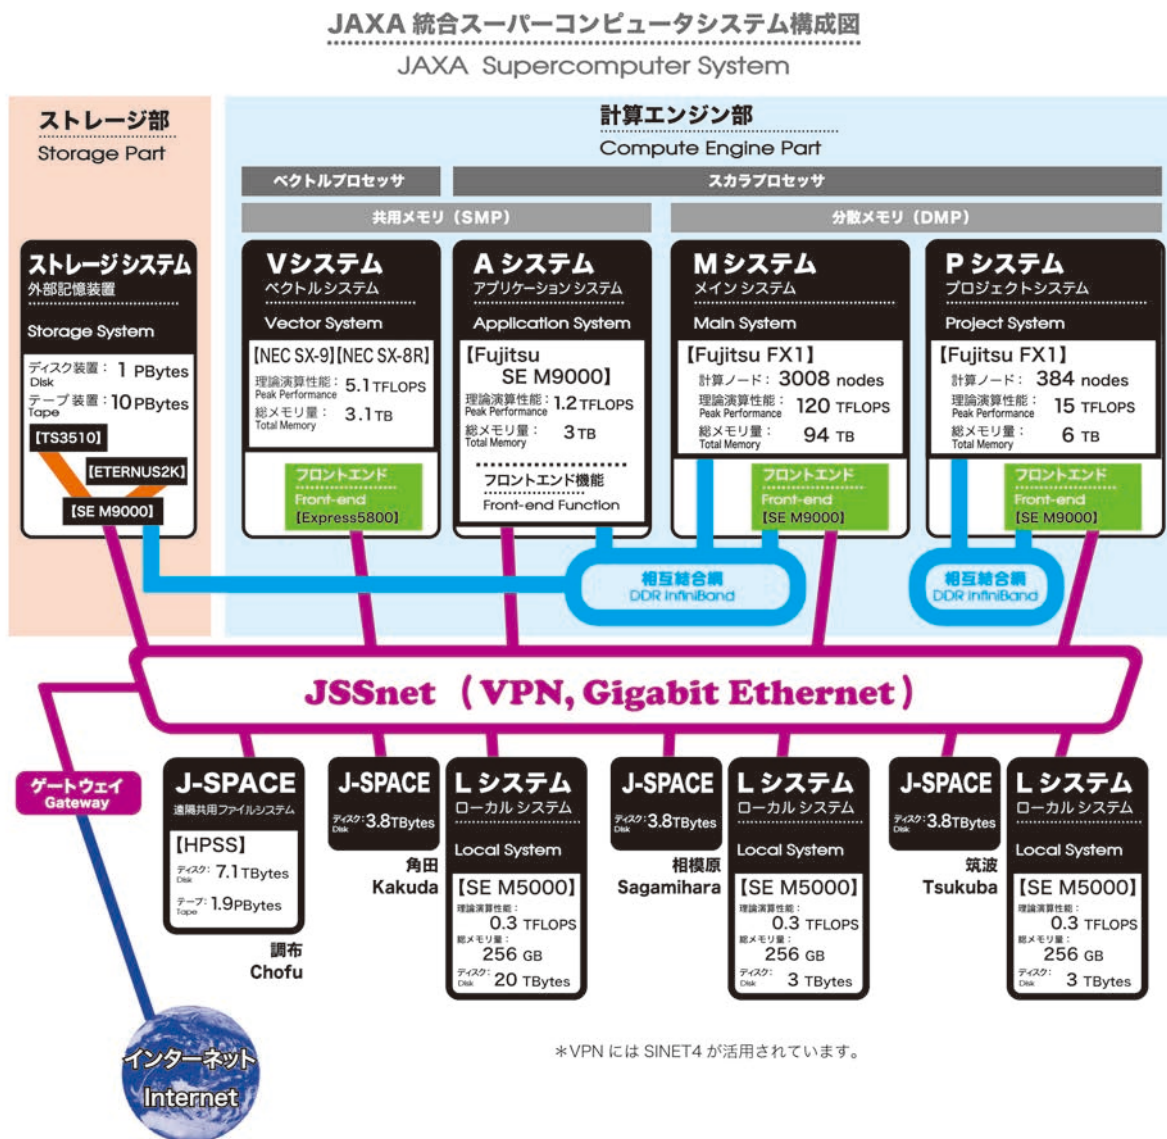 JAXA 統合スーパーコンピュータシステム構成図
JAXA Supercomputer System
ストレージ部
Storage Part
計算エンジン部
Compute Engine Part
ベクトルプロセッサ
スカラプロセッサ
共用メモリ（SMP）
分散メモリ（DMP）
ストレージ システム
外部記憶装置
Storage System
ディスク装置：1 PBytes
Disk
テープ 装置：10 PBytes
Tape
【TS3510】
【ETERNUS2K】
【SE M9000】
Vシステム
ベクトル システム
Vector System
【NEC SX-9】【NEC SX-8R】
理論演算性能：5.1 TFLOPS
Peak Performance
総メモリ量：3.1 TB
Total Memory
フロントエンド
Front-end
【Express5800】
A システム
アプリケーション システム
Application System
【Fujitsu
SE M9000】
理論演算性能：1.2 TFLOPS
Peak Performance
総メモリ量：3 TB
Total Memory
フロントエンド機能
Front-end Function
M システム
メイン システム
Main System
【Fujitsu FX1】
計算ノード：3008 nodes
理論演算性能：120 TFLOPS
Peak Performance
総メモリ量：94 TB
Total Memory
フロントエンド
Front-end
【SE M9000】
P システム
プロジェクトシステム
Project System
【Fujitsu FX1】
計算ノード：384 nodes
理論演算性能：15 TFLOPS
Peak Performance
総メモリ量：6 TB
Total Memory
フロントエンド
Front-end
【SE M9000】
相互結合網
DDR InfiniBand
相互結合網
DDR InfiniBand
JSSnet （VPN, Gigabit Ethernet）
ゲートウェイ
Gateway
J-SPACE
遠隔共用ファイルシステム
【HPSS】
ディスク：7.1 TBytes
Disk
テープ：1.9 PBytes
Tape
調布
Chofu
J-SPACE
ディスク：3.8 TBytes
Disk
角田
Kakuda
L システム
ローカル システム
Local System
【SE M5000】
理論演算性能：
0.3 TFLOPS
総メモリ量：
256 GB
ディスク：20 TBytes
Disk
J-SPACE
ディスク：3.8TBytes
Disk
相模原
Sagamihara
L システム
ローカル システム
Local System
【SE M5000】
理論演算性能：
0.3 TFLOPS
総メモリ量：
256 GB
ディスク：3 TBytes
Disk
J-SPACE
ディスク：3.8TBytes
Disk
筑波
Tsukuba
L システム
ローカル システム
Local System
【SE M5000】
理論演算性能：
0.3 TFLOPS
総メモリ量：
256 GB
ディスク：3 TBytes
Disk
インターネット
Internet
＊VPN には SINET4 が活用されています。